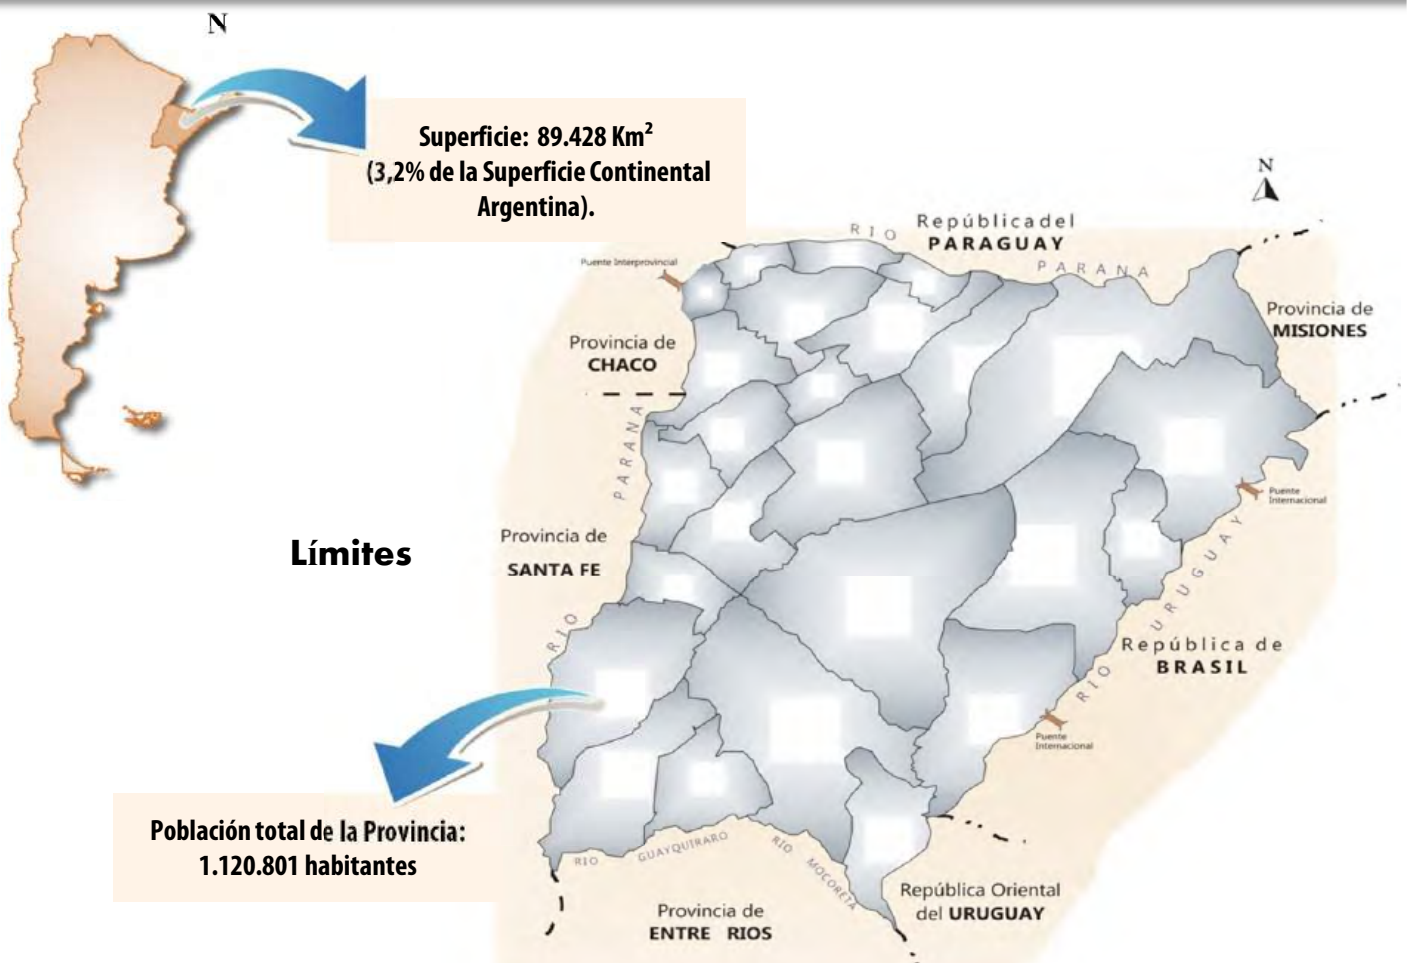 N
Superficie: 89.428 Km²
(3,2% de la Superficie Continental
Argentina).
N
República del
PARAGUAY
RIO
PARANA
Puente Interprovincial
Provincia de
MISIONES
Provincia de
CHACO
PARANA
Puente
Internacional
Provincia de
SANTA FE
Límites
RIO
URUGUAY
RIO
República de
BRASIL
Puente
Internacional
Población total de la Provincia:
1.120.801 habitantes
RIO GUAYQUIRARO
RIO MOCORETA
República Oriental
del URUGUAY
Provincia de
ENTRE RIOS